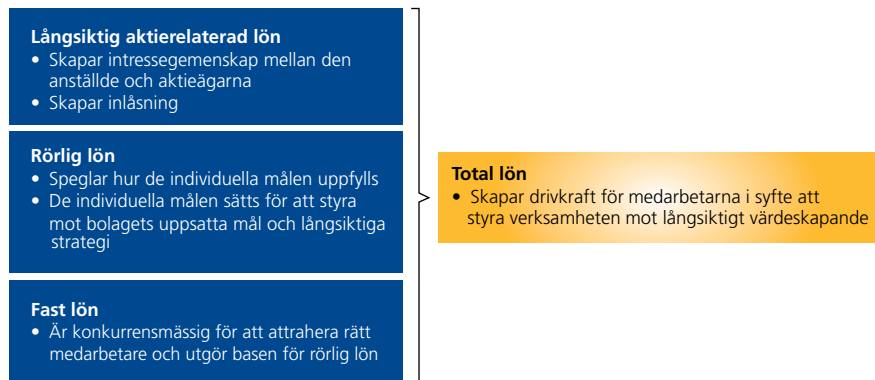 Långsiktig aktierelaterad lön
• Skapar intressegemenskap mellan den
anställde och aktieägarna
• Skapar inlåsning
Rörlig lön
• Speglar hur de individuella målen uppfylls
• De individuella målen sätts för att styra
mot bolagets uppsatta mål och långsiktiga
strategi
Fast lön
• Är konkurrensmässig för att attrahera rätt
medarbetare och utgör basen för rörlig lön
Total lön
• Skapar drivkraft för medarbetarna i syfte att
styra verksamheten mot långsiktigt värdeskapande